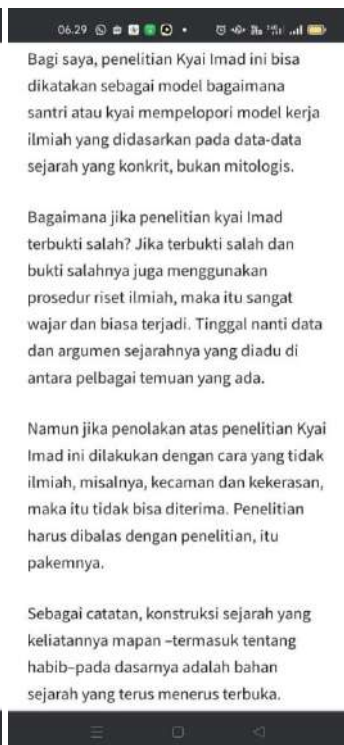 06.29
Bagi saya, penelitian Kyai Imad ini bisa
dikatakan sebagai model bagaimana
santri atau kyai mempelopori model kerja
ilmiah yang didasarkan pada data-data
sejarah yang konkrit, bukan mitologis.
Bagaimana jika penelitian kyai Imad
terbukti salah? Jika terbukti salah dan
bukti salahnya juga menggunakan
prosedur riset ilmiah, maka itu sangat
wajar dan biasa terjadi. Tinggal nanti data
dan argumen sejarahnya yang diadu di
antara pelbagai temuan yang ada.
Namun jika penolakan atas penelitian Kyai
Imad ini dilakukan dengan cara yang tidak
ilmiah, misalnya, kecaman dan kekerasan,
maka itu tidak bisa diterima. Penelitian
harus dibalas dengan penelitian, itu
pakemnya.
Sebagai catatan, konstruksi sejarah yang
keliatannya mapan –termasuk tentang
habib–pada dasarnya adalah bahan
sejarah yang terus menerus terbuka.